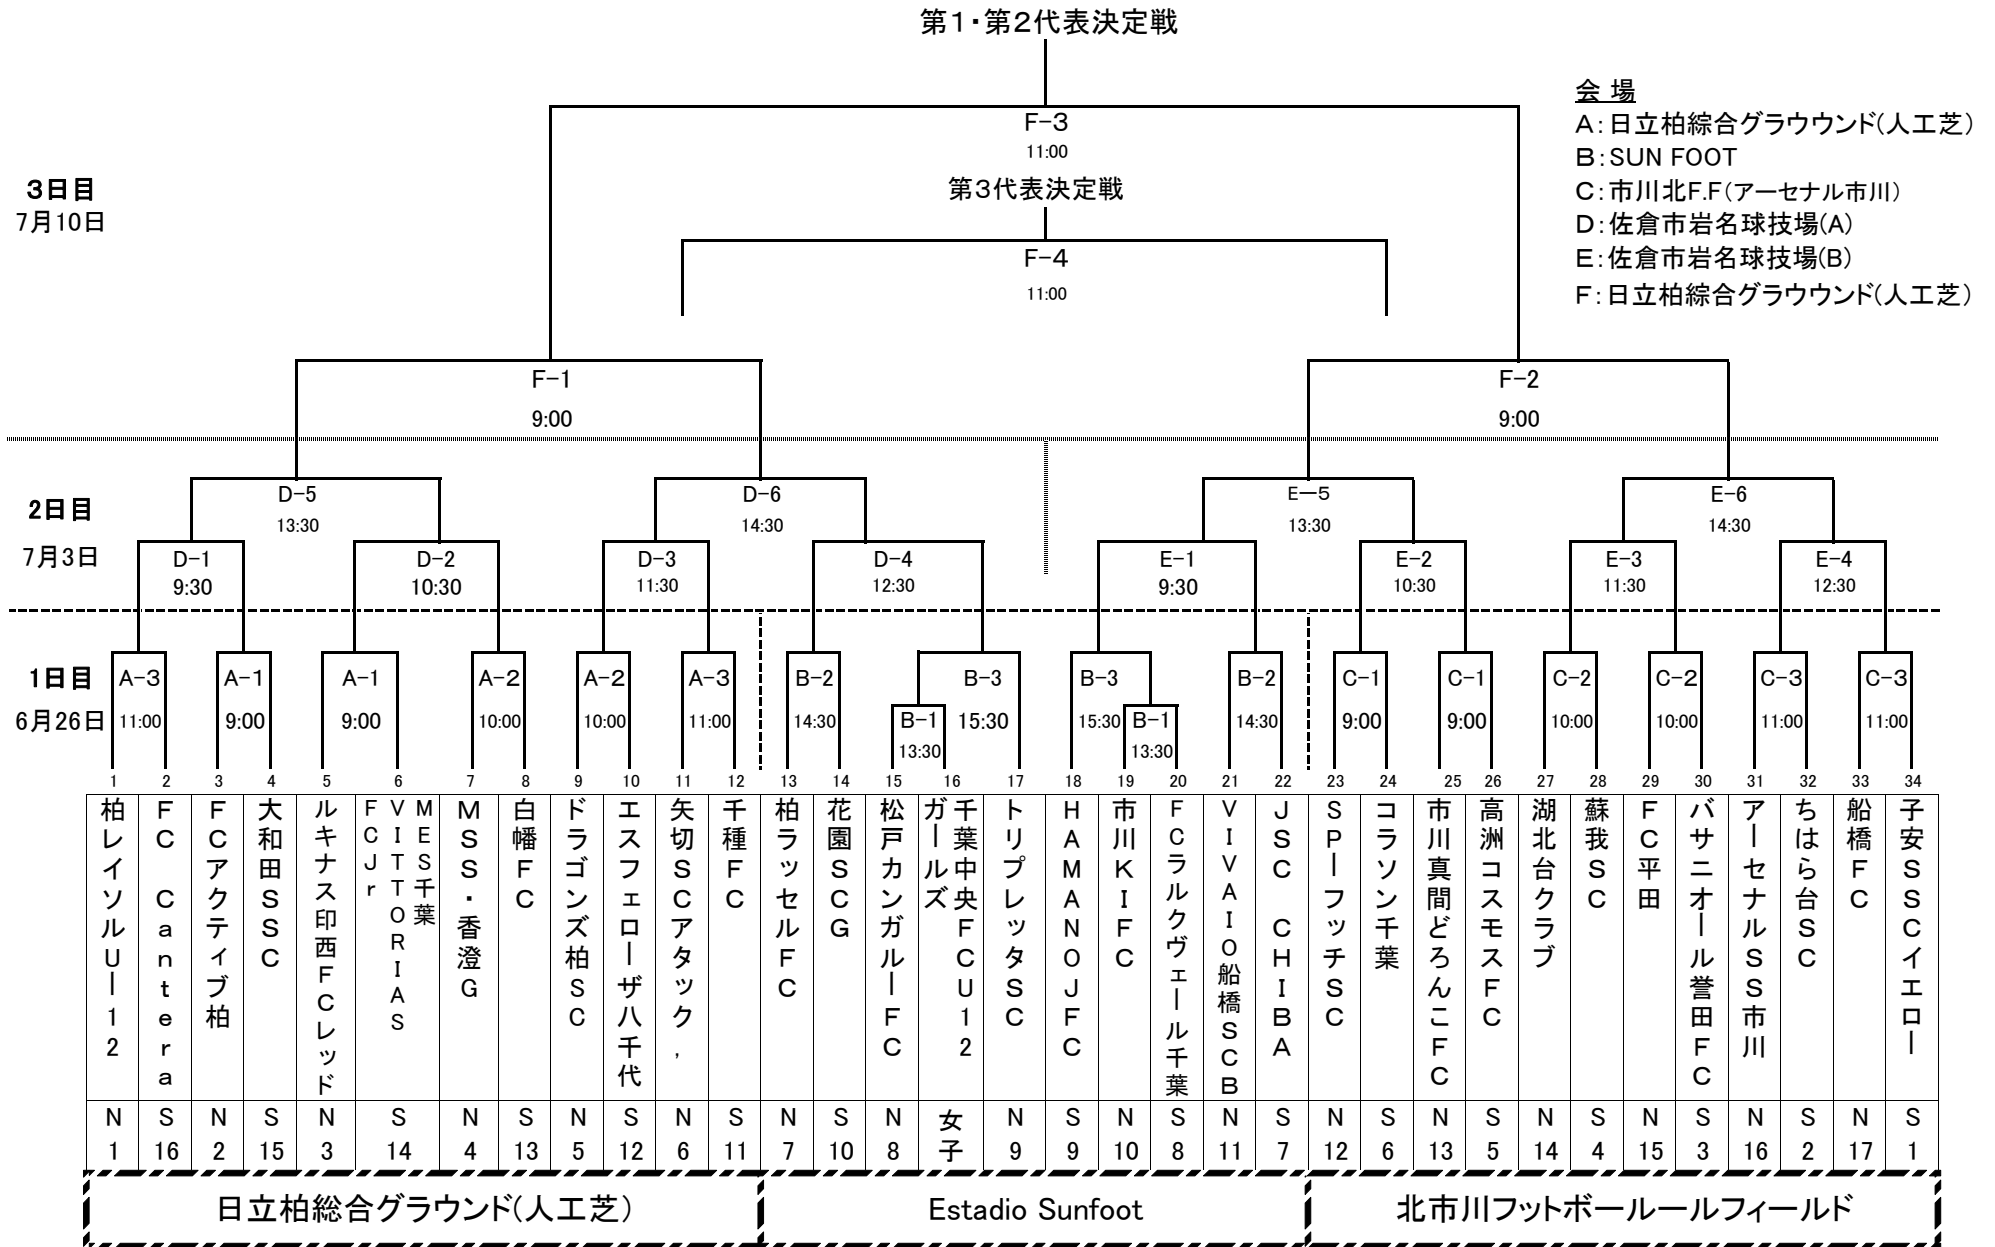 第1・第2代表決定戦
F-3
11:00
第3代表決定戦
F-4
11:00
会 場
A:日立柏綜合グラウウンド(人工芝)
B:SUN FOOT
C:市川北F.F(アーセナル市川)
D:佐倉市岩名球技場(A)
E:佐倉市岩名球技場(B)
F:日立柏綜合グラウウンド(人工芝)
3日目
7月10日
F-1
9:00
F-2
9:00
2日目
7月3日
D-5
13:30
D-6
14:30
E-5
13:30
E-6
14:30
D-1
9:30
D-2
10:30
D-3
11:30
D-4
12:30
E-1
9:30
E-2
10:30
E-3
11:30
E-4
12:30
1日目
6月26日
A-3
11:00
A-1
9:00
A-1
9:00
A-2
10:00
A-2
10:00
A-3
11:00
B-2
14:30
B-1
13:30
B-3
15:30
B-3
15:30
B-1
13:30
B-2
14:30
C-1
9:00
C-1
9:00
C-2
10:00
C-2
10:00
C-3
11:00
C-3
11:00
1 2 3 4 5 6 7 8 9 10 11 12 13 14 15 16 17 18 19 20 21 22 23 24 25 26 27 28 29 30 31 32 33 34
柏レイソルU-12
FC Cantera
FCアクティブ柏
大和田SSC
ルキナス印西FCレッド
MES千葉
VITTORIAS
FCJr
MSS・香澄G
白幡FC
ドラゴンズ柏SC
エスフェローザ八千代
矢切SCアタック,
千種FC
柏ラッセルFC
花園SCG
松戸カンガルーFC
千葉中央FCU12
ガールズ
トリプレッタSC
HAMANOJFC
市川KIFC
FCラルクヴェール千葉
VIVAIO船橋SCB
JSC CHIBA
SPーフッチSC
コラソン千葉
市川真間どろんこFC
高洲コスモスFC
湖北台クラブ
蘇我SC
FC平田
バサニオール誉田FC
アーセナルSS市川
ちはら台SC
船橋FC
子安SSCイエロー
N S N S N S N S N S N S N S N 女 N S N S N S N S N S N S N S N S N S
1 16 2 15 3 14 4 13 5 12 6 11 7 10 8 子 9 9 10 8 11 7 12 6 13 5 14 4 15 3 16 2 17 1
日立柏総合グラウンド(人工芝)
Estadio Sunfoot
北市川フットボールールフィールド